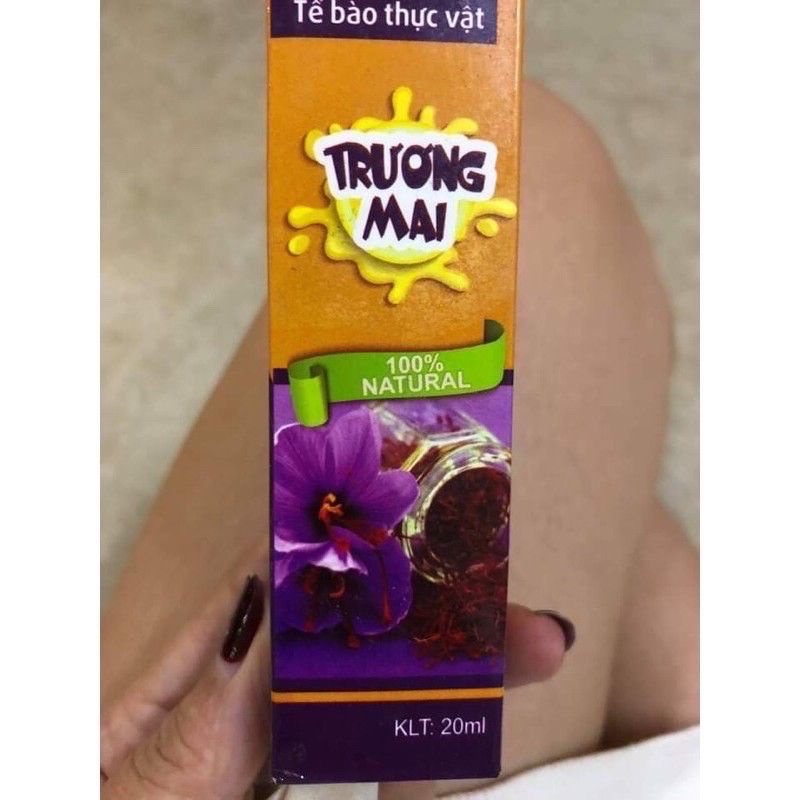 Tế bào thực vật
TRƯƠNG
MAI
100%
NATURAL
KLT: 20ml